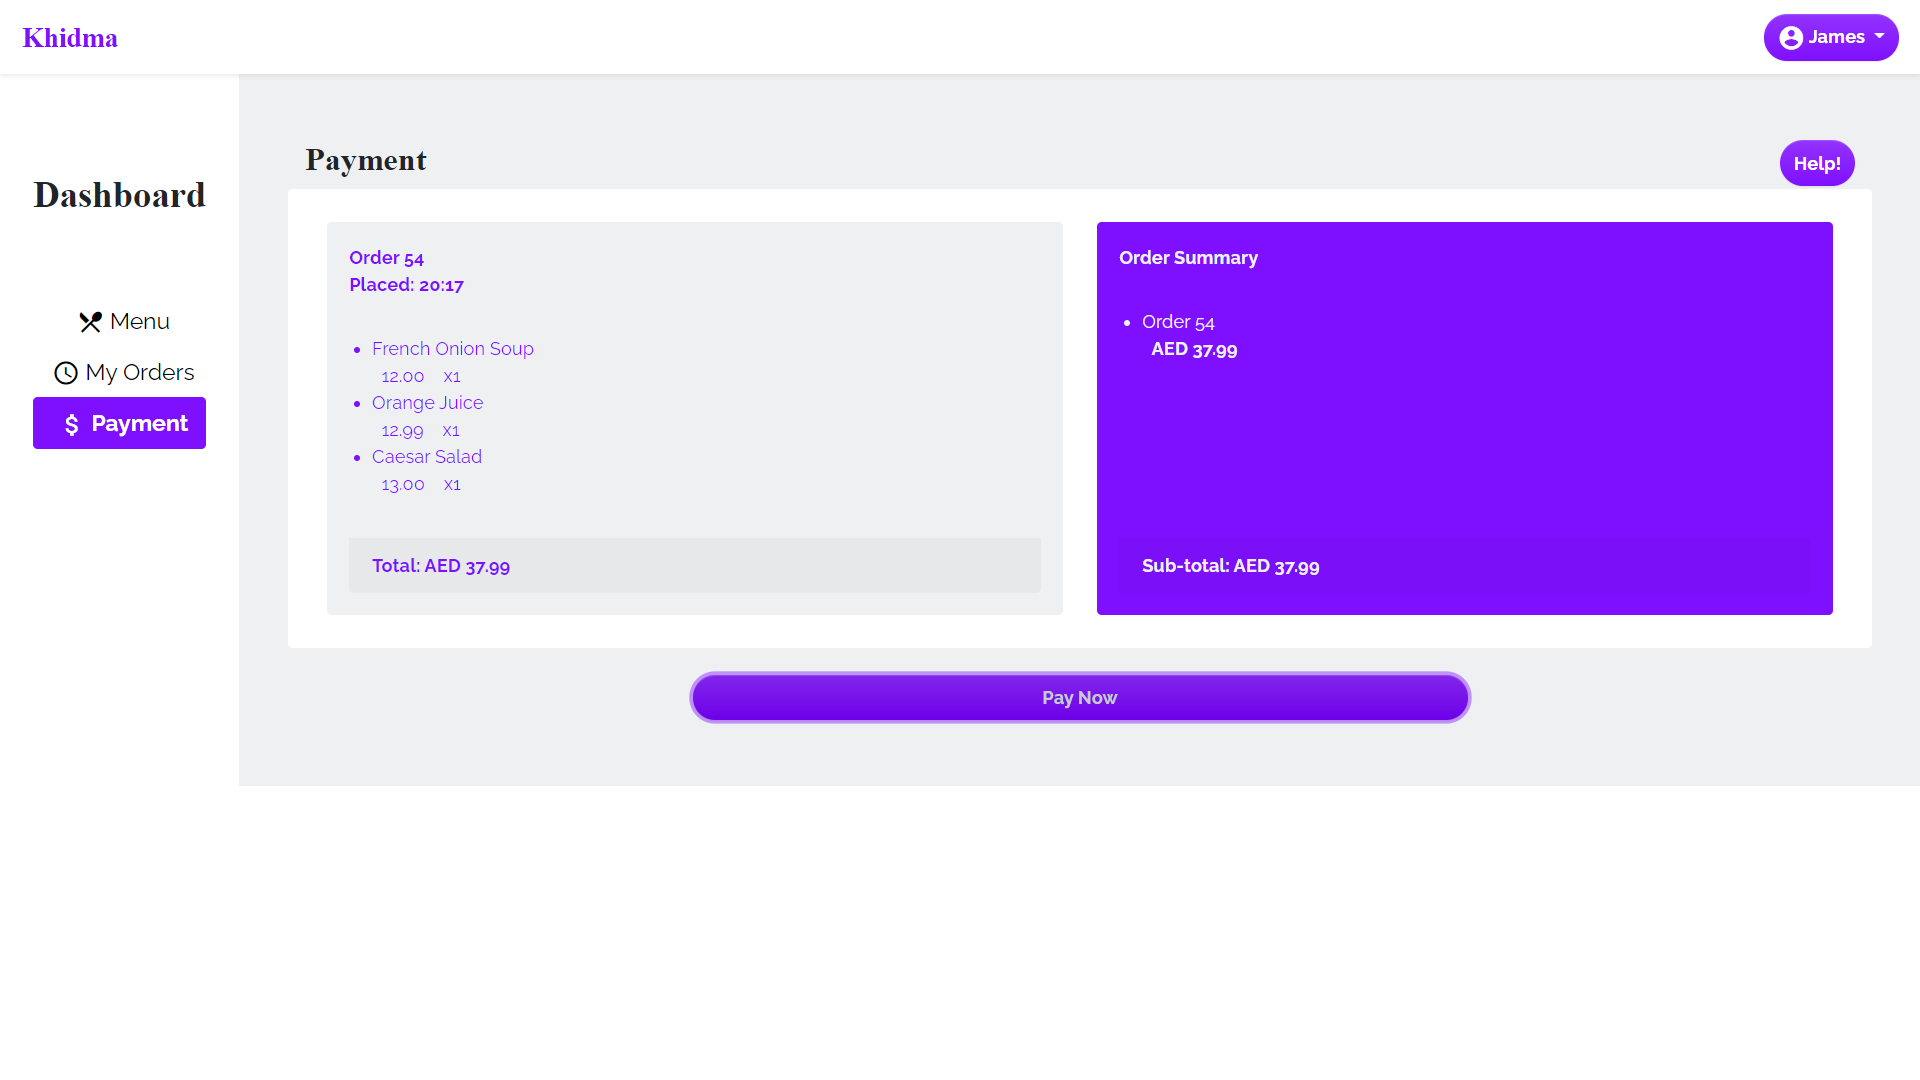 Khidma
James
Dashboard
Menu
My Orders
$ Payment
Payment
Help!
Order 54
Placed: 20:17
• French Onion Soup
12.00 x1
• Orange Juice
12.99 x1
• Caesar Salad
13.00 x1
Total: AED 37.99
Order Summary
• Order 54
AED 37.99
Sub-total: AED 37.99
Pay Now